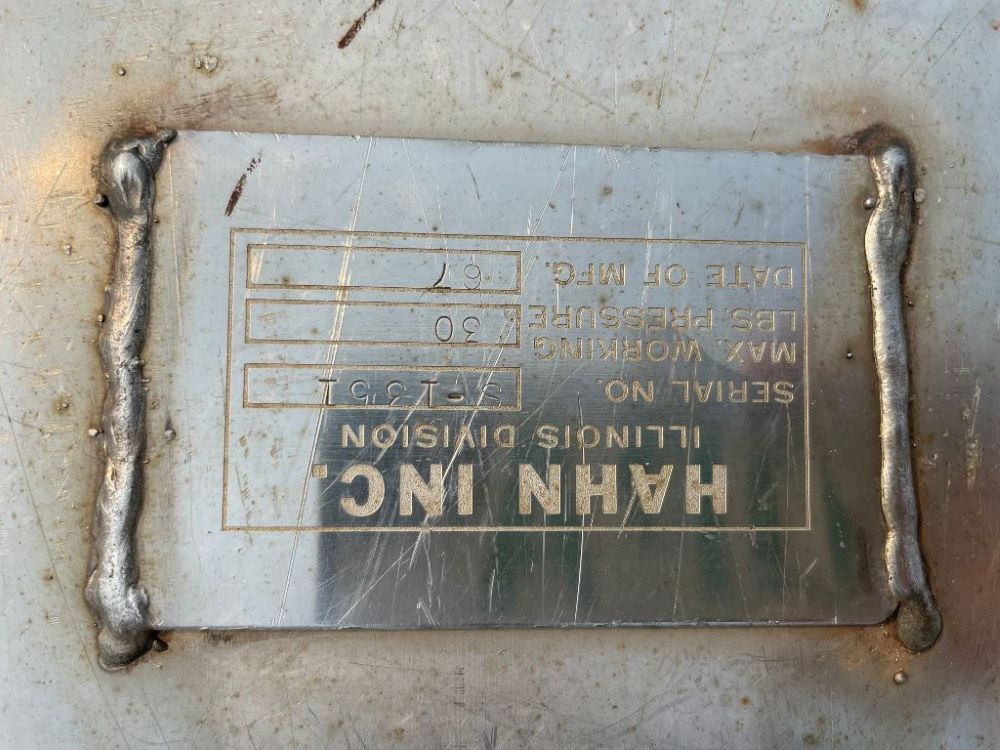 HAHN INC.
ILLINOIS DIVISION
SERIAL NO. S-1351
MAX. WORKING
LBS. PRESSURE 30
DATE OF MFG. 67